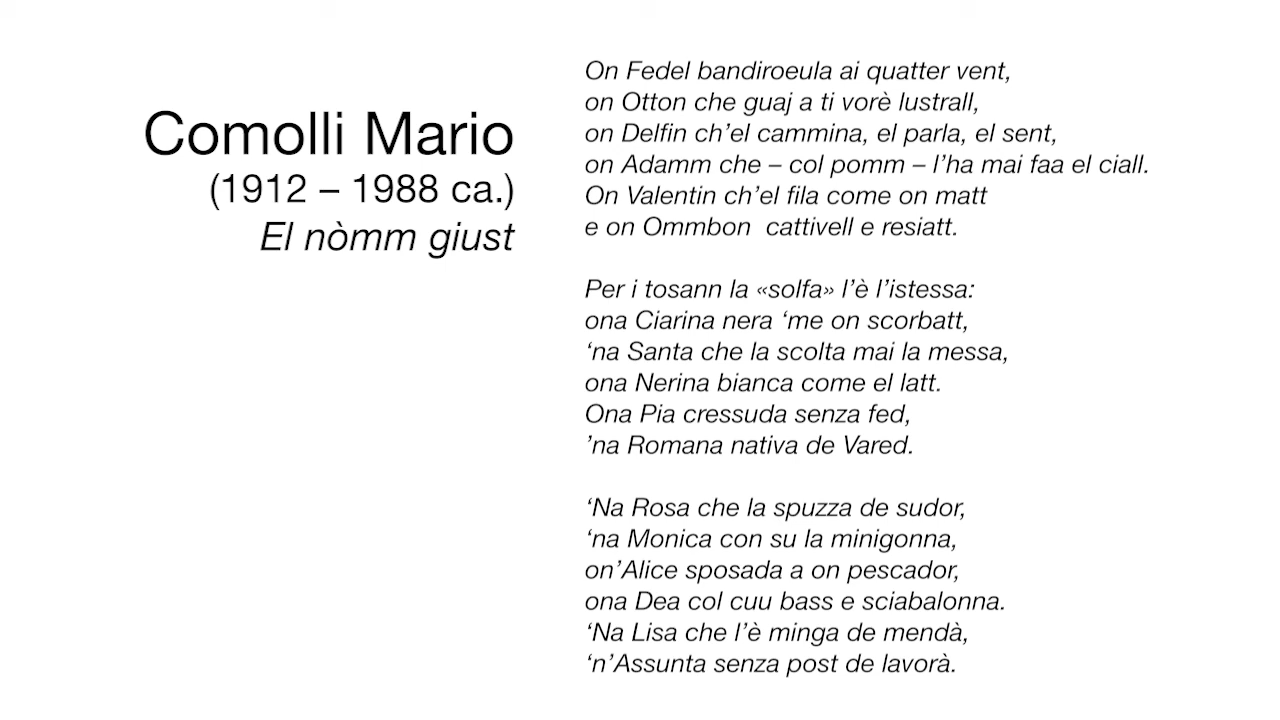 Comolli Mario
(1912 – 1988 ca.)
El nòmm giust
On Fedel bandiroeula ai quatter vent,
on Otton che guaj a ti vorè lustrall,
on Delfin ch’el cammina, el parla, el sent,
on Adamm che – col pomm – l’ha mai faa el ciall.
On Valentin ch’el fila come on matt
e on Ommbon  cattivell e resiatt.

Per i tosann la «solfa» l’è l’istessa:
ona Ciarina nera ‘me on scorbatt,
‘na Santa che la scolta mai la messa,
ona Nerina bianca come el latt.
Ona Pia cressuda senza fed,
’na Romana nativa de Vared.

‘Na Rosa che la spuzza de sudor,
‘na Monica con su la minigonna,
on’Alice sposada a on pescador,
ona Dea col cuu bass e sciabalonna.
‘Na Lisa che l’è minga de mendà,
‘n’Assunta senza post de lavorà.